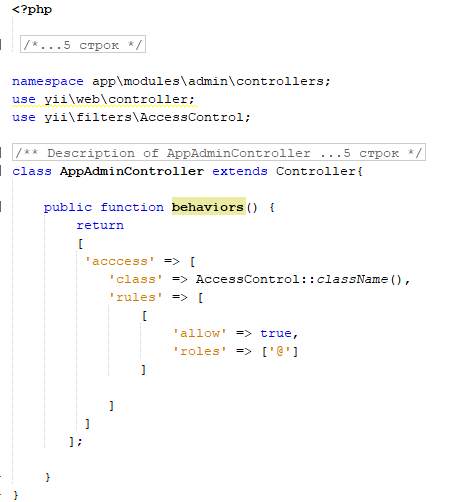 <?php
/*...5 строк */
namespace app\modules\admin\controllers;
use yii\web\controller;
use yii\filters\AccessControl;
/** Description of AppAdminController ...5 строк */
class AppAdminController extends Controller{
public function behaviors() {
return
[
'acccess' => [
'class' => AccessControl::className(),
'rules' => [
[
'allow' => true,
'roles' => ['@']
]
]
]
];
}
}